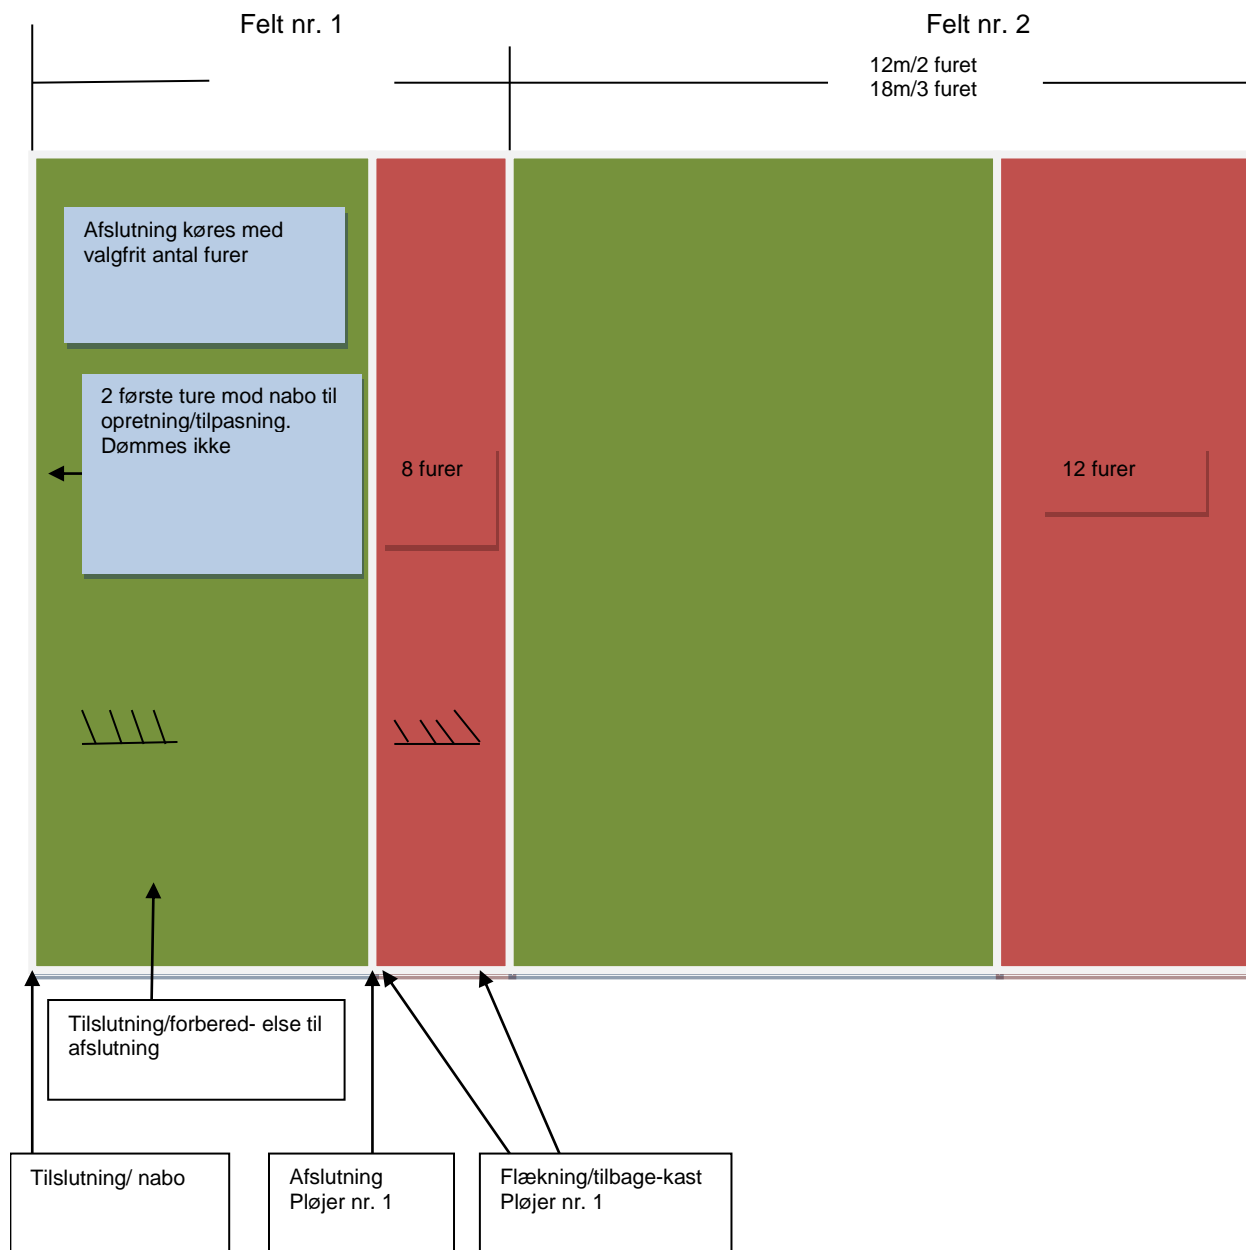 Felt nr. 1
Felt nr. 2
12m/2 furet
18m/3 furet
Afslutning køres med
valgfrit antal furer
2 første ture mod nabo til
opretning/tilpasning.
Dømmes ikke
8 furer
12 furer
Tilslutning/forbered- else til
afslutning
Tilslutning/ nabo
Afslutning
Pløjer nr. 1
Flækning/tilbage-kast
Pløjer nr. 1